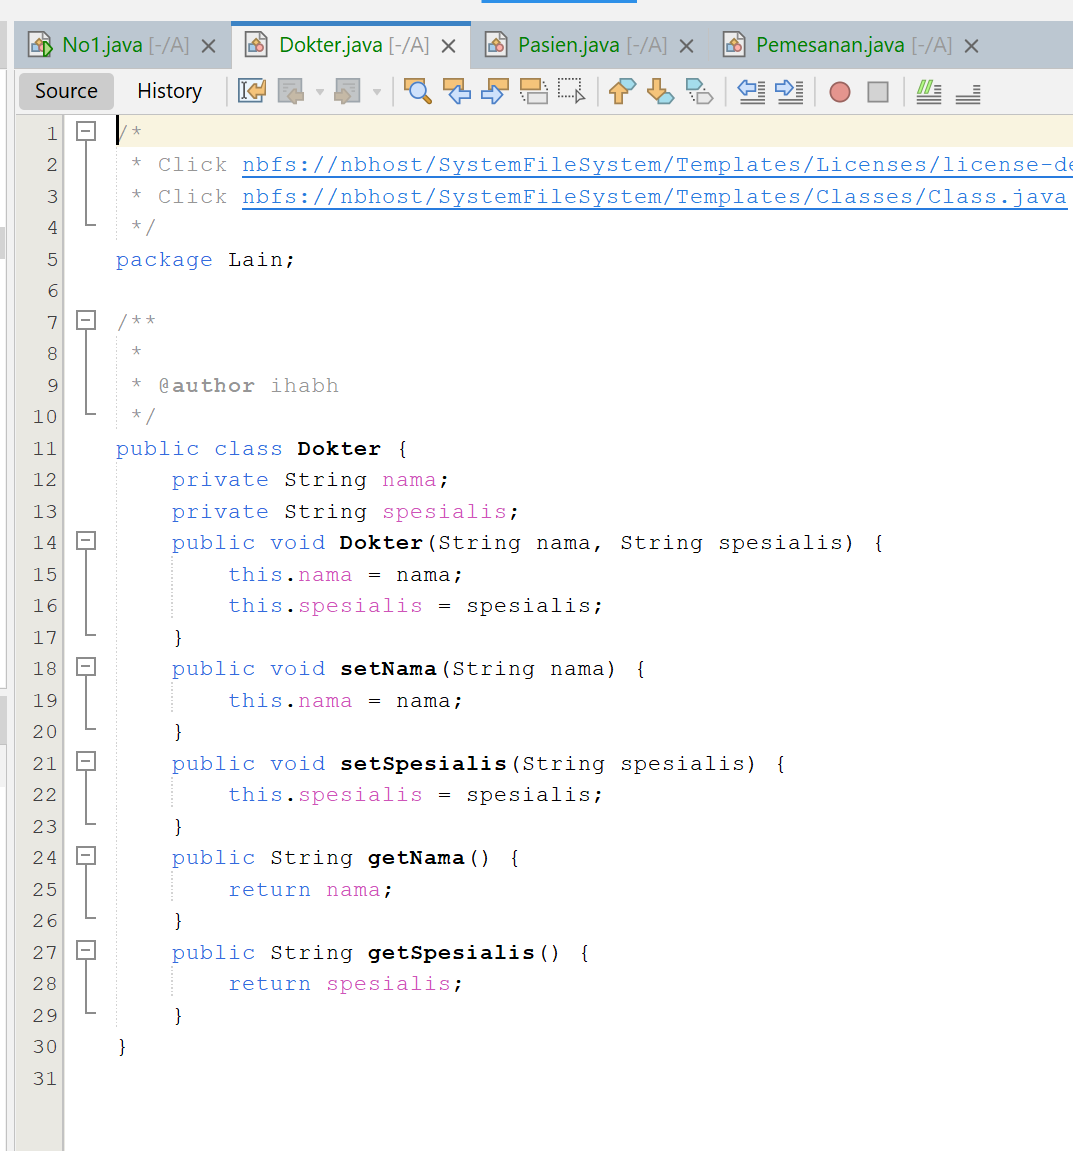 No1.java [-/A] Dokter.java [-/A] Pasien.java [-/A] Pemesanan.java [-/A]
Source History
1 /*
2 * Click nbfs://nbhost/SystemFileSystem/Templates/Licenses/license-de
3 * Click nbfs://nbhost/SystemFileSystem/Templates/Classes/Class.java
4 */
5 package Lain;
6
7 /**
8 *
9 * @author ihabh
10 */
11 public class Dokter {
12 private String nama;
13 private String spesialis;
14 public void Dokter(String nama, String spesialis) {
15 this.nama = nama;
16 this.spesialis = spesialis;
17 }
18 public void setNama(String nama) {
19 this.nama = nama;
20 }
21 public void setSpesialis(String spesialis) {
22 this.spesialis = spesialis;
23 }
24 public String getNama() {
25 return nama;
26 }
27 public String getSpesialis() {
28 return spesialis;
29 }
30 }
31